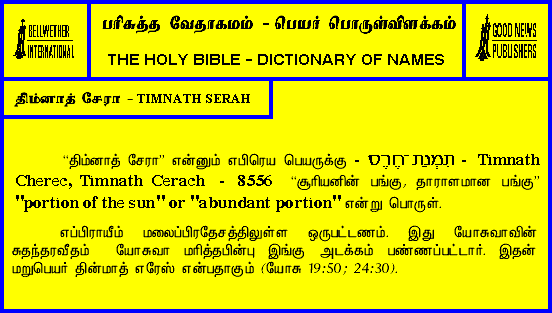 BELLWETHER
INTERNATIONAL
பரிசுத்த வேதாகமம் - பெயர் பொருள்விளக்கம்
THE HOLY BIBLE - DICTIONARY OF NAMES
GOOD NEWS
PUBLISHERS
திம்னாத் சேரா - TIMNATH SERAH
“திம்னாத் சேரா” என்னும் எபிரெய பெயருக்கு - תִּמְנַת־חֶרֶס - Timnath
Cherec, Timnath Cerach - 8556 “சூரியனின் பங்கு, தாராளமான பங்கு”
"portion of the sun" or "abundant portion" என்று பொருள்.
எப்பிராயீம் மலைப்பிரதேசத்திலுள்ள ஒருபட்டணம். இது யோசுவாவின்
சுதந்தரவீதம் யோசுவா மரித்தபின்பு இங்கு அடக்கம் பண்ணப்பட்டார். இதன்
மறுபெயர் தின்மாத் எரேஸ் என்பதாகும் (யோசு 19:50; 24:30).